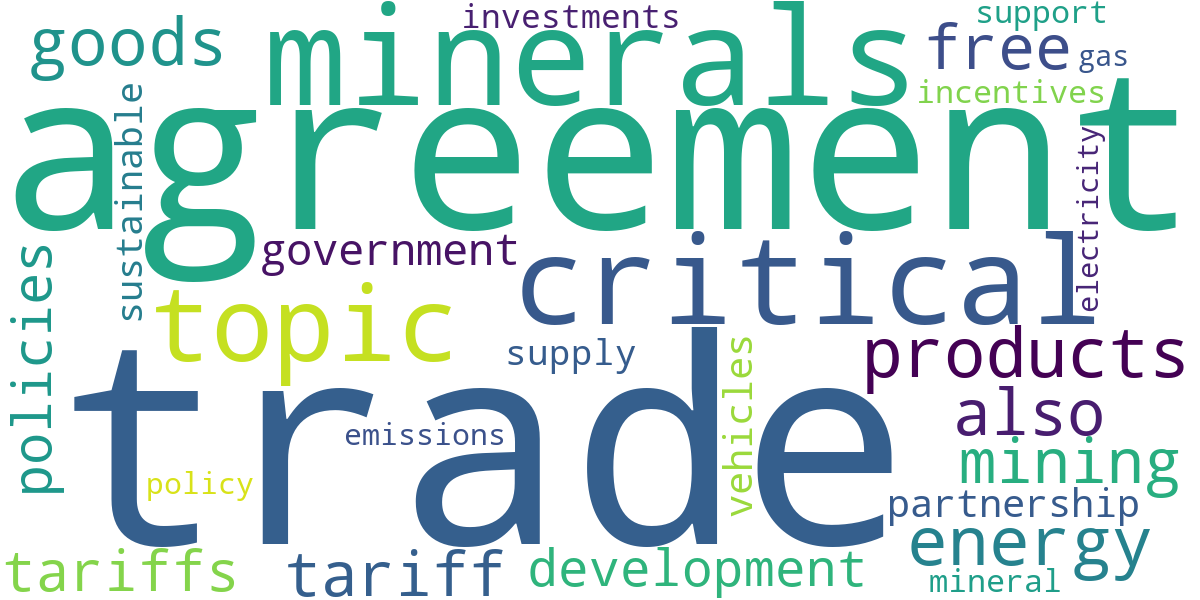 investments
support
goods
minerals
free
gas
incentives
agreement
sustainable
electricity
government
critical
policies
topic
supply
products
trade
vehicles
also
emissions
mining
policy
partnership
energy
tariffs
tariff
development
mineral